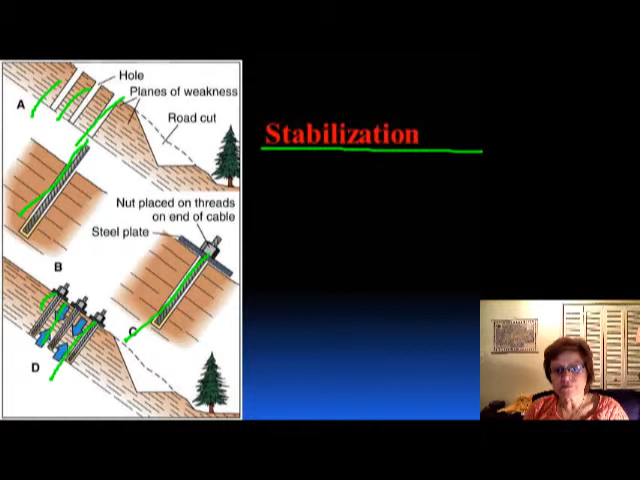 Hole
Planes of weakness
A
Road cut
Stabilization
Nut placed on threads
on end of cable
Steel plate
B
C
D